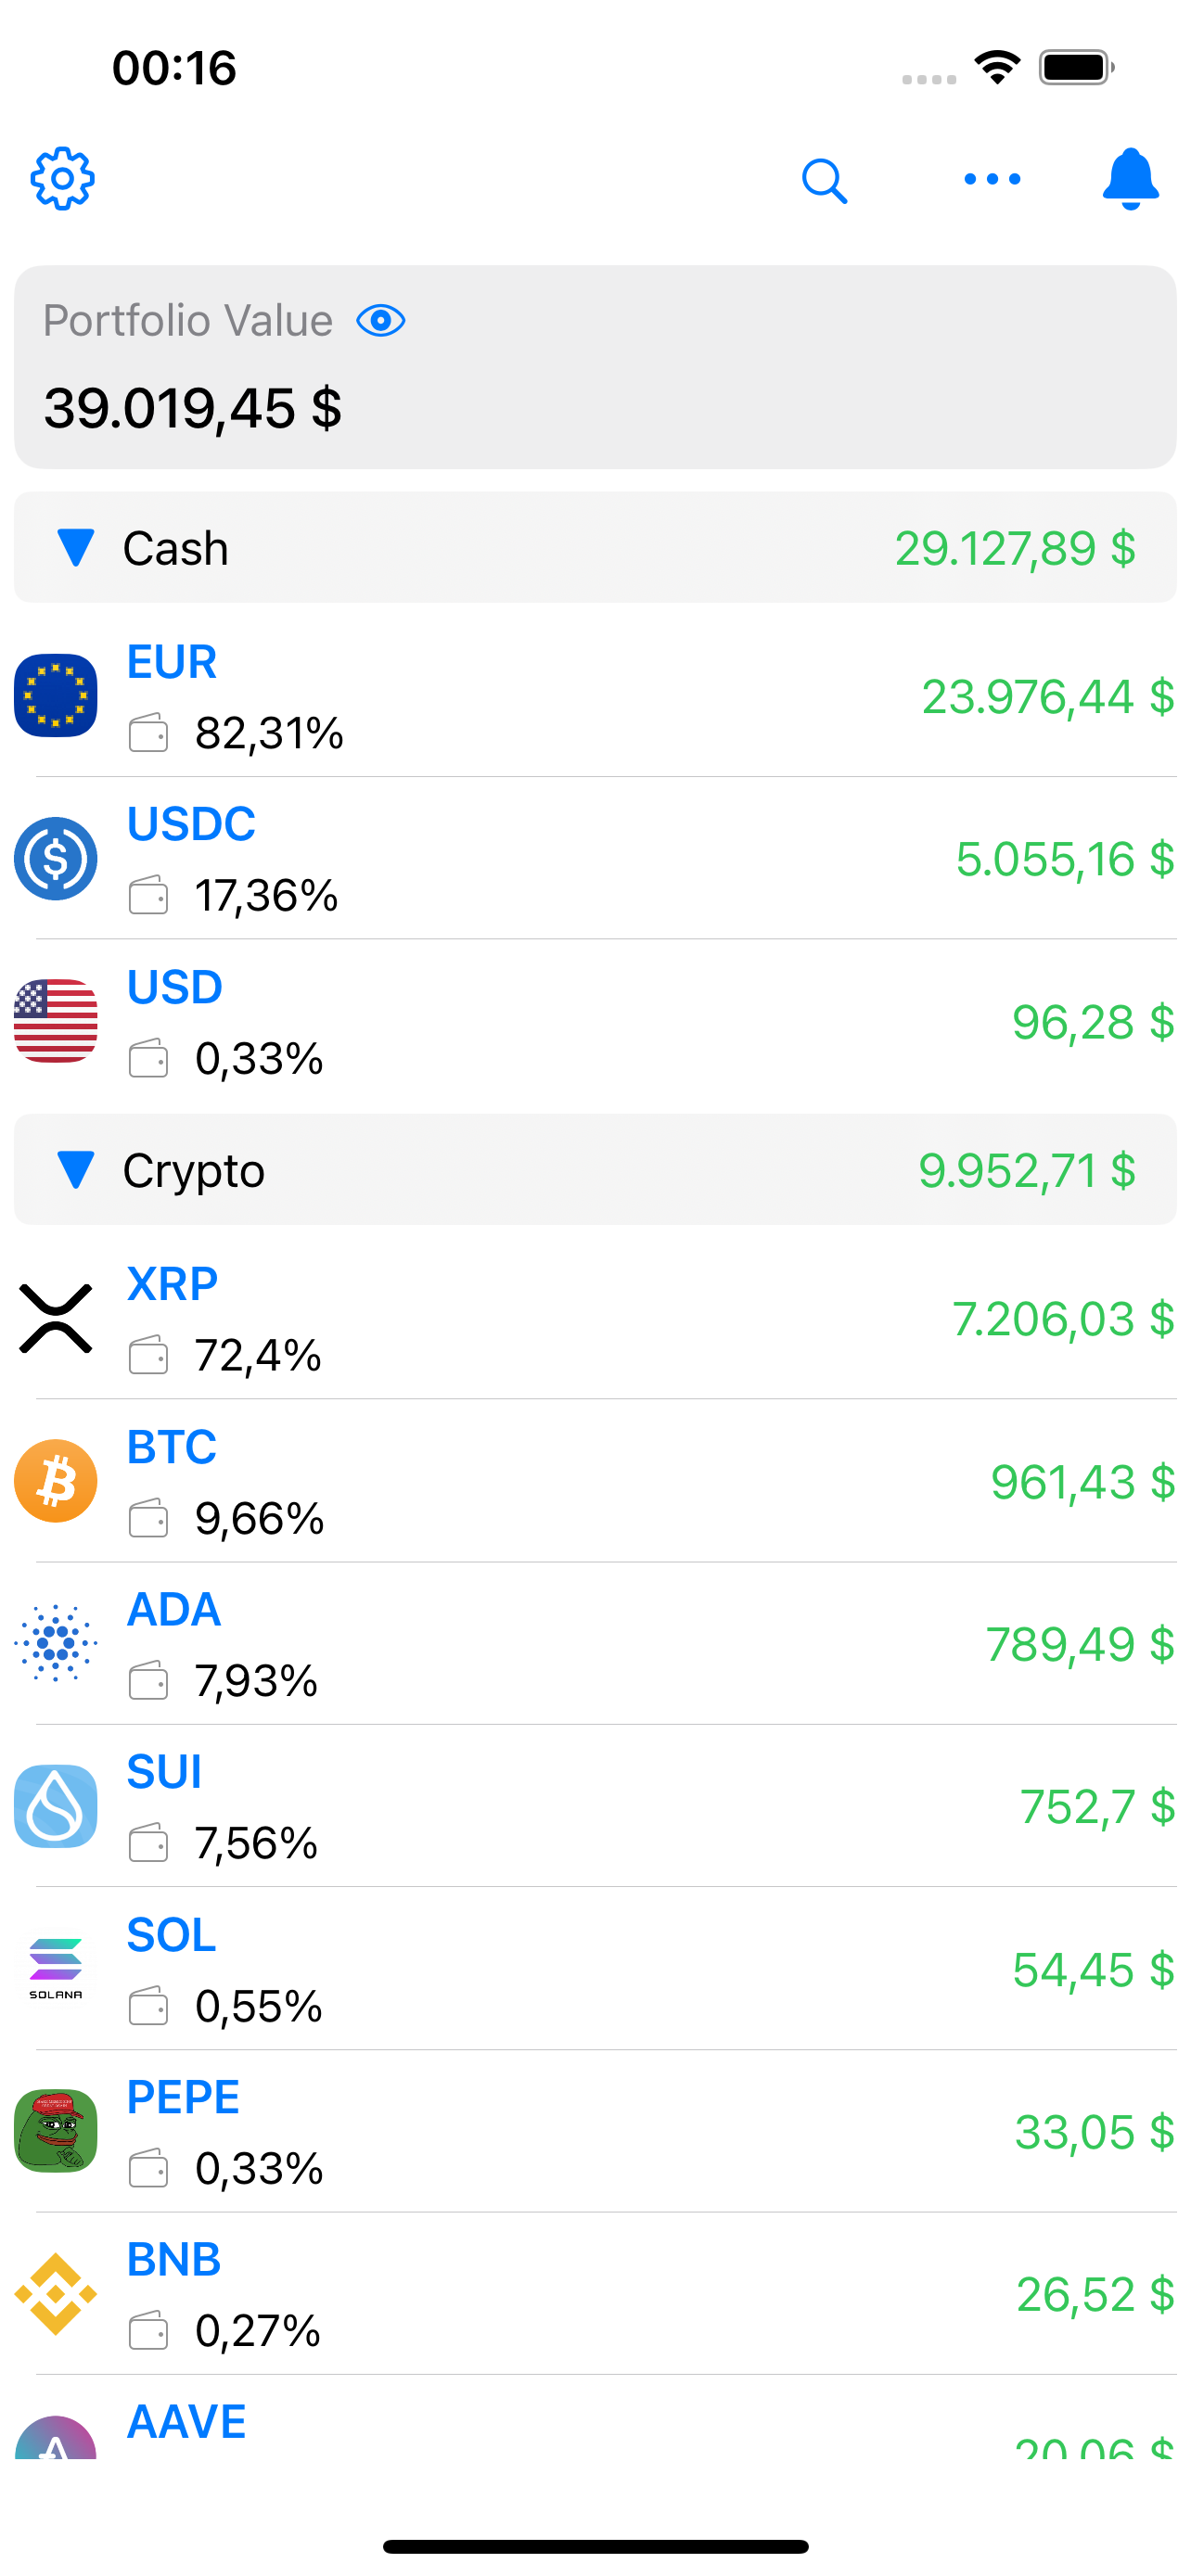 00:16
Portfolio Value
39.019,45 $
Cash 29.127,89 $
EUR
82,31%
23.976,44 $
USDC
17,36%
5.055,16 $
USD
0,33%
96,28 $
Crypto 9.952,71 $
XRP
72,4%
7.206,03 $
BTC
9,66%
961,43 $
ADA
7,93%
789,49 $
SUI
7,56%
752,7 $
SOLANA
SOL
0,55%
54,45 $
PEPE
0,33%
33,05 $
BNB
0,27%
26,52 $
AAVE
20,06 $